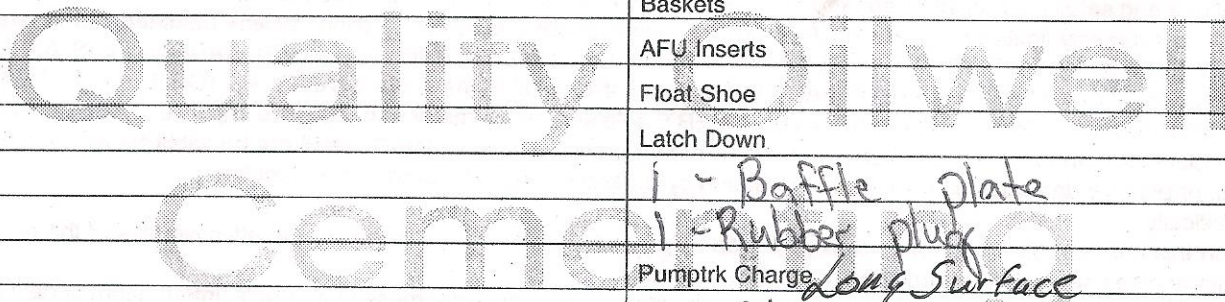 Baskets
AFU Inserts
Quality Oilwell
Float Shoe
Latch Down
1 - Baffle plate
1 - Rubber plug
Cementing
Pumptrk Charge Long Surface